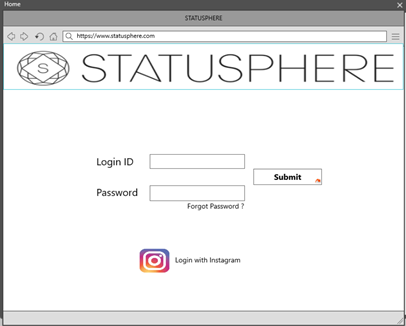 Home
STATUSPHERE
https://www.statusphere.com
S STATUSPHERE
Login ID
Submit
Password
Forgot Password ?
Login with Instagram